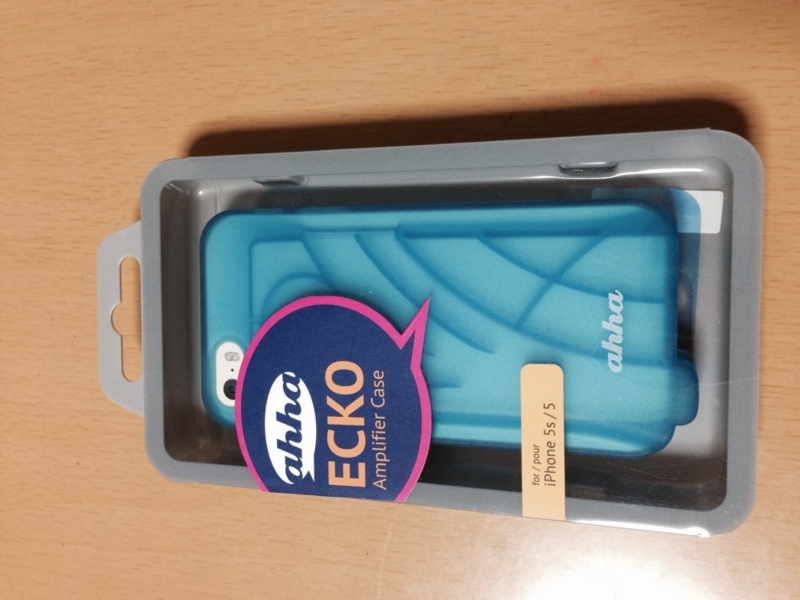 ahha
ECKO
Amplifier Case
for / pour
iPhone 5s / 5
ahha